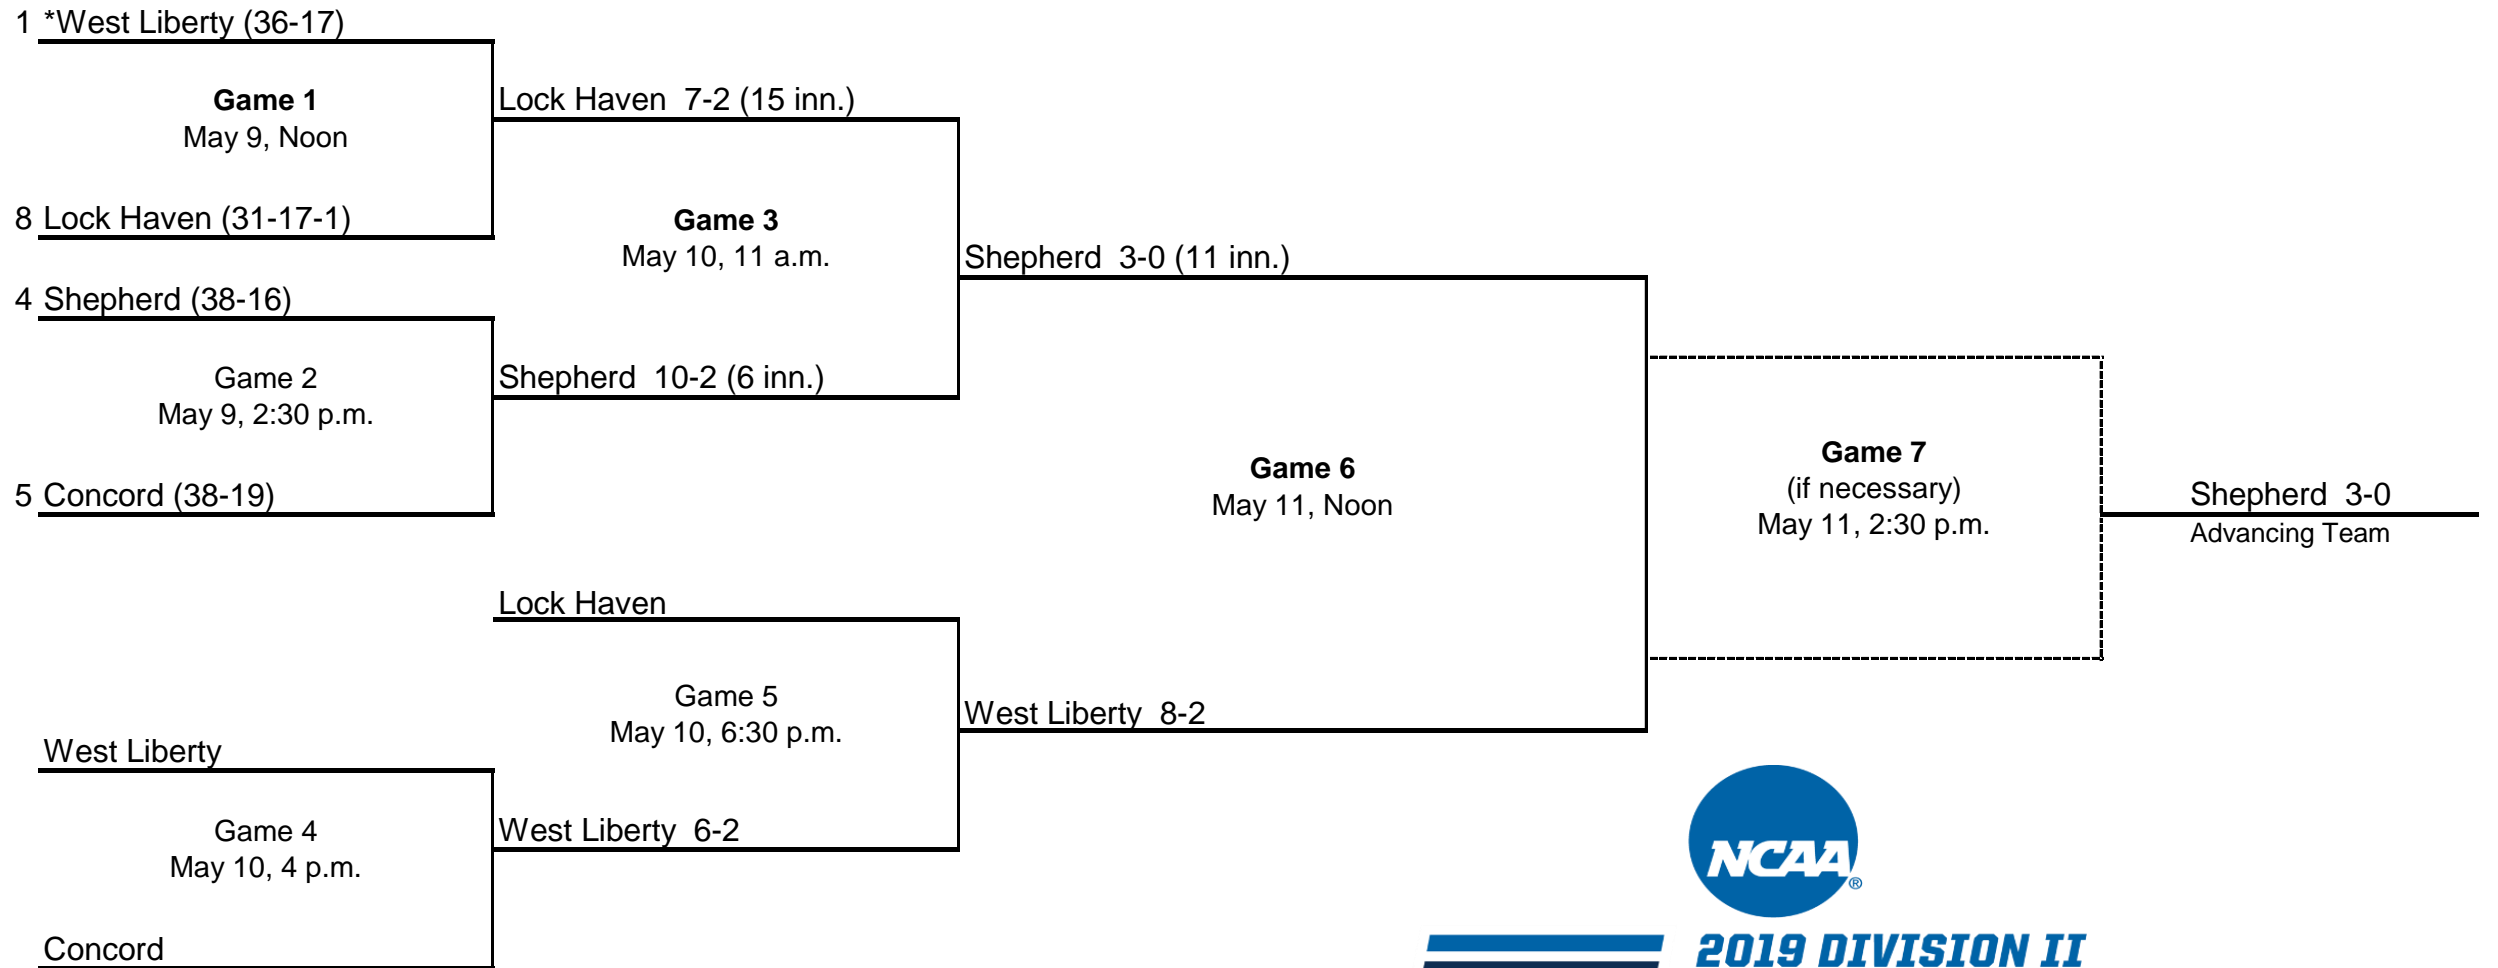 1 *West Liberty (36-17)
Game 1
May 9, Noon
8 Lock Haven (31-17-1)
Lock Haven  7-2 (15 inn.)
4 Shepherd (38-16)
Game 2
May 9, 2:30 p.m.
5 Concord (38-19)
Shepherd  10-2 (6 inn.)
Game 3
May 10, 11 a.m.
Shepherd  3-0 (11 inn.)
Game 6
May 11, Noon
Game 7
(if necessary)
May 11, 2:30 p.m.
Shepherd  3-0
Advancing Team
Lock Haven
Game 5
May 10, 6:30 p.m.
West Liberty  8-2
West Liberty
Game 4
May 10, 4 p.m.
Concord
West Liberty  6-2
NCAA®
2019 DIVISION II